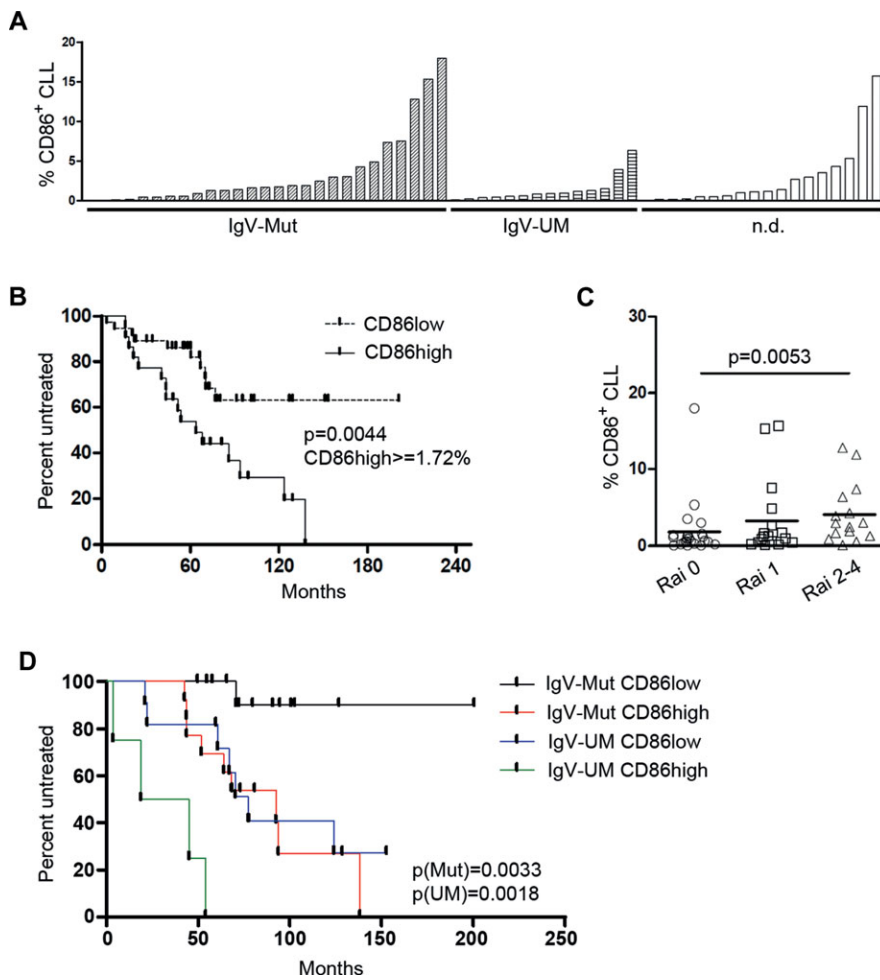 A
% CD86+ CLL
20
15
10
5
0
IgV-Mut
IgV-UM
n.d.
B
Percent untreated
100
80
60
40
20
0
0 60 120 180 240
Months
CD86low
CD86high
p=0.0044
CD86high>=1.72%
C
% CD86+ CLL
30
20
10
0
p=0.0053
Rai 0
Rai 1
Rai 2-4
D
Percent untreated
100
80
60
40
20
0
0 50 100 150 200 250
Months
p(Mut)=0.0033
p(UM)=0.0018
IgV-Mut CD86low
IgV-Mut CD86high
IgV-UM CD86low
IgV-UM CD86high